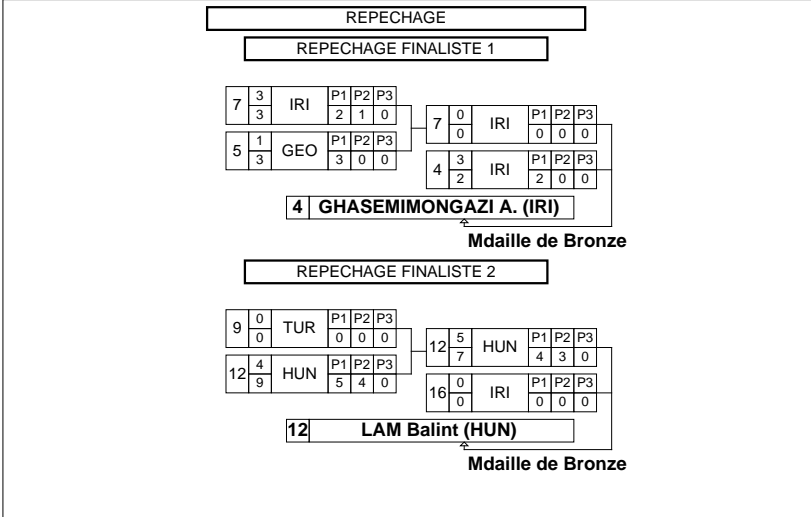 REPECHAGE
REPECHAGE FINALISTE 1
7 3 3 IRI P1 P2 P3 2 1 0
5 1 3 GEO P1 P2 P3 3 0 0
7 0 0 IRI P1 P2 P3 0 0 0
4 3 2 IRI P1 P2 P3 2 0 0
4 GHASEMIMONGAZI A. (IRI)
Mdaille de Bronze
REPECHAGE FINALISTE 2
9 0 0 TUR P1 P2 P3 0 0 0
12 4 9 HUN P1 P2 P3 5 4 0
12 5 7 HUN P1 P2 P3 4 3 0
16 0 0 IRI P1 P2 P3 0 0 0
12 LAM Balint (HUN)
Mdaille de Bronze